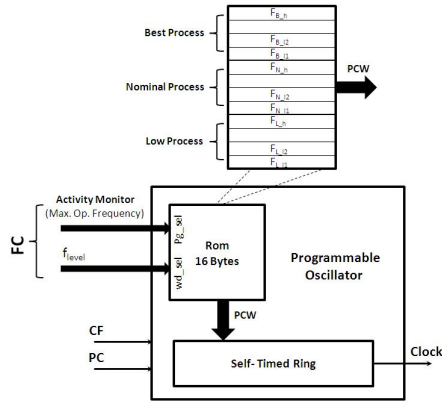 F_B_h
Best Process
F_B_l2
F_B_l1
F_N_h
PCW
Nominal Process
F_N_l2
F_N_l1
F_L_h
Low Process
F_L_l2
F_L_l1
Activity Monitor
(Max. Op. Frequency)
FC
f_level
Pg_sel
wd_sel
Rom
16 Bytes
Programmable
Oscillator
PCW
CF
PC
Self-Timed Ring
Clock